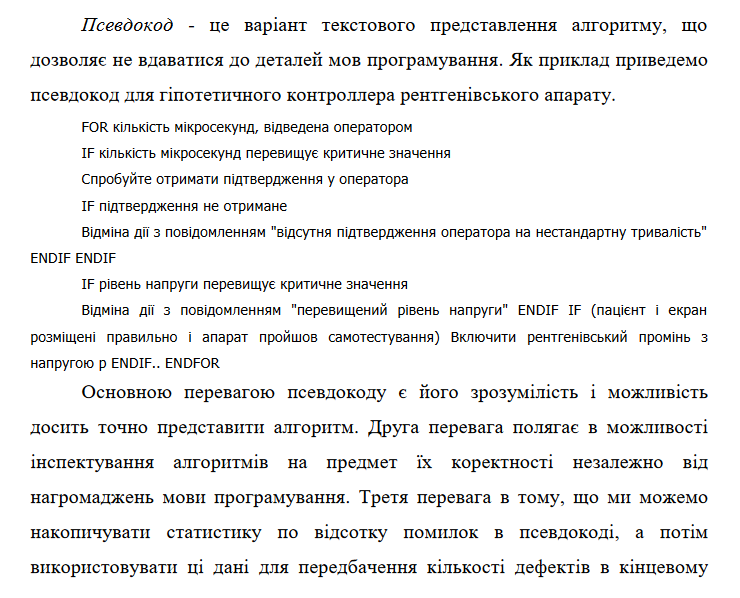 Псевдокод - це варіант текстового представлення алгоритму, що
дозволяє не вдаватися до деталей мов програмування. Як приклад приведемо
псевдокод для гіпотетичного контроллера рентгенівського апарату.
FOR кількість мікросекунд, відведена оператором
IF кількість мікросекунд перевищує критичне значення
Спробуйте отримати підтвердження у оператора
IF підтвердження не отримане
Відміна дії з повідомленням "відсутня підтвердження оператора на нестандартну тривалість"
ENDIF ENDIF
IF рівень напруги перевищує критичне значення
Відміна дії з повідомленням "перевищений рівень напруги" ENDIF IF (пацієнт і екран
розміщені правильно і апарат пройшов самотестування) Включити рентгенівський промінь з
напругою р ENDIF.. ENDFOR
Основною перевагою псевдокоду є його зрозумілість і можливість
досить точно представити алгоритм. Друга перевага полягає в можливості
інспектування алгоритмів на предмет їх коректності незалежно від
нагромаджень мови програмування. Третя перевага в тому, що ми можемо
накопичувати статистику по відсотку помилок в псевдокоді, а потім
використовувати ці дані для передбачення кількості дефектів в кінцевому